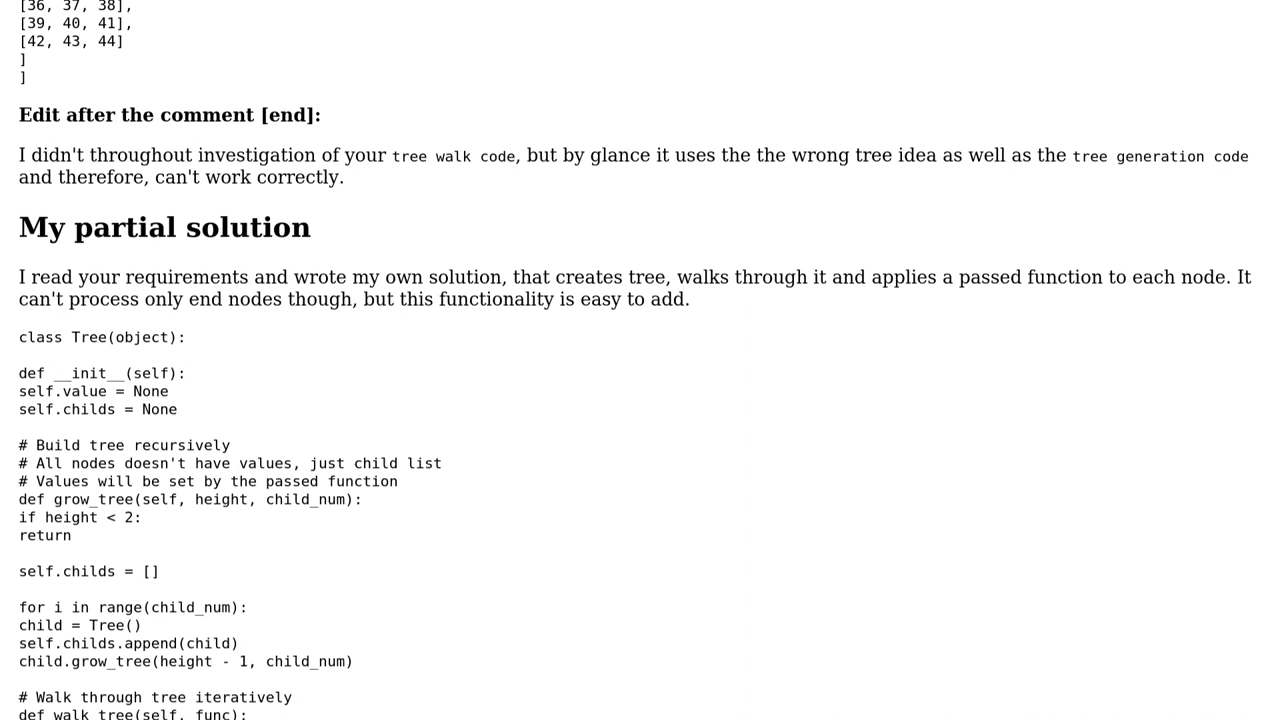 [36, 37, 38],
[39, 40, 41],
[42, 43, 44]
]
]
Edit after the comment [end]:
I didn't throughout investigation of your tree walk code, but by glance it uses the the wrong tree idea as well as the tree generation code
and therefore, can't work correctly.
My partial solution
I read your requirements and wrote my own solution, that creates tree, walks through it and applies a passed function to each node. It
can't process only end nodes though, but this functionality is easy to add.
class Tree(object):
def __init__(self):
self.value = None
self.childs = None
# Build tree recursively
# All nodes doesn't have values, just child list
# Values will be set by the passed function
def grow_tree(self, height, child_num):
if height < 2:
return
self.childs = []
for i in range(child_num):
child = Tree()
self.childs.append(child)
child.grow_tree(height - 1, child_num)
# Walk through tree iteratively
def walk_tree(self, func):